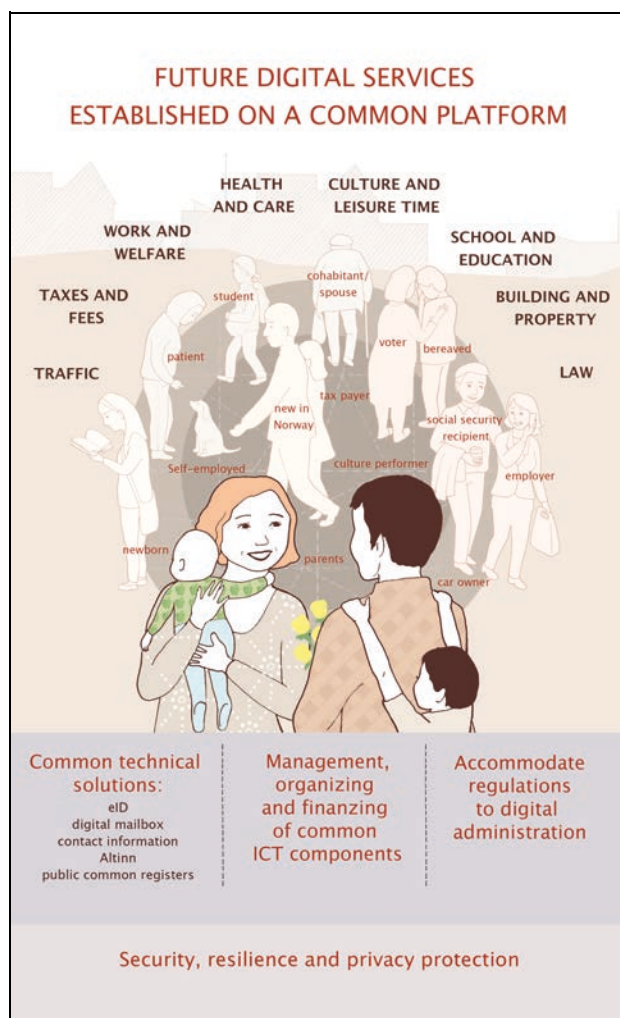 FUTURE DIGITAL SERVICES
ESTABLISHED ON A COMMON PLATFORM
HEALTH
AND CARE
CULTURE AND
LEISURE TIME
WORK AND
WELFARE
SCHOOL AND
EDUCATION
TAXES AND
FEES
BUILDING AND
PROPERTY
TRAFFIC
LAW
student
cohabitant/
spouse
patient
voter
bereaved
new in
Norway
tax payer
social security
recipient
Self-employed
culture performer
employer
newborn
parents
car owner
Common technical
solutions:
eID
digital mailbox
contact information
Altinn
public common registers
Management,
organizing
and finanzing
of common
ICT components
Accommodate
regulations
to digital
administration
Security, resilience and privacy protection